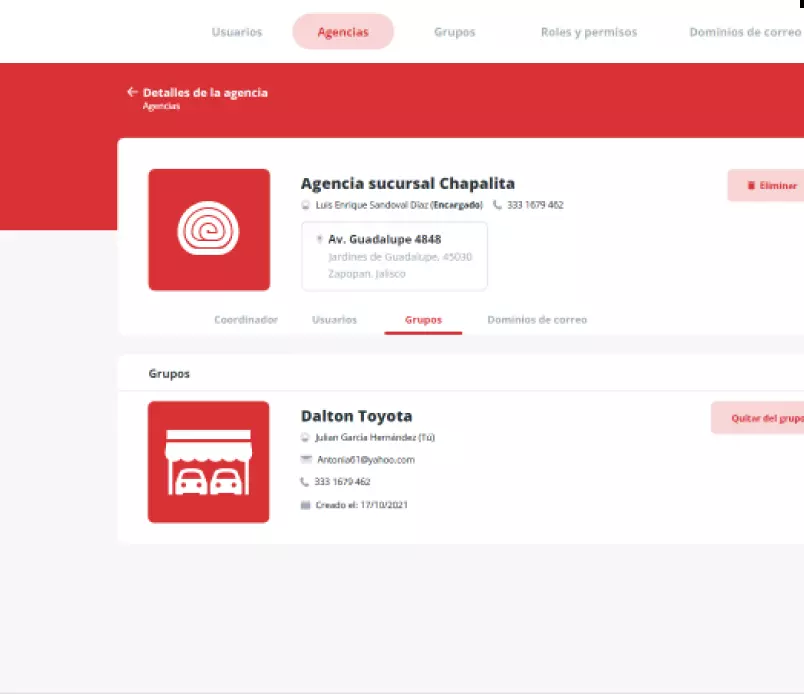 Usuarios
Agencias
Grupos
Roles y permisos
Dominios de correo
Detalles de la agencia
Agencias
Agencia sucursal Chapalita
Eliminar
Luis Enrique Sandoval Díaz (Encargado)
333 1679 462
Av. Guadalupe 4848
Jardines de Guadalupe, 45030
Zapopan, Jalisco
Coordinador
Usuarios
Grupos
Dominios de correo
Grupos
Dalton Toyota
Quitar del grupo
Julian García Hernández (Tú)
Antonia61@yahoo.com
333 1679 462
Creado el: 17/10/2021